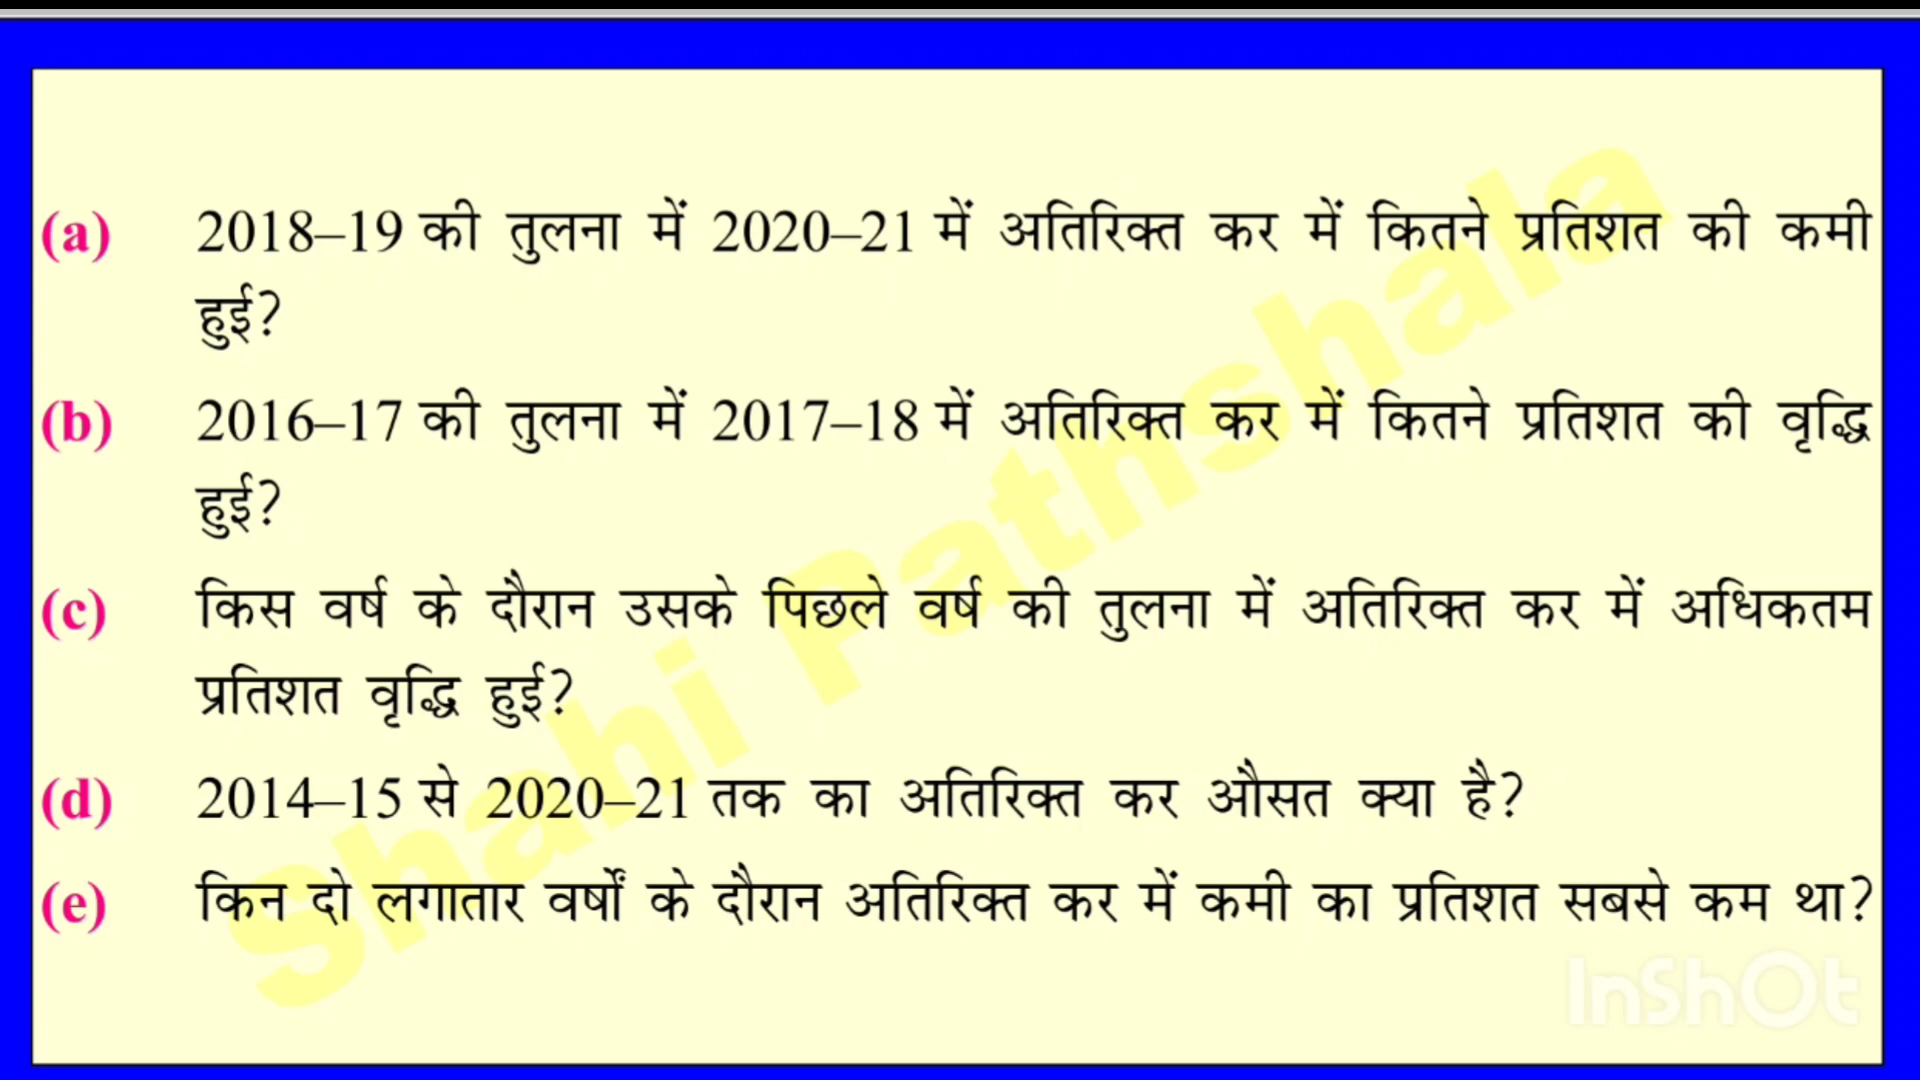 (a) 2018–19 की तुलना में 2020–21 में अतिरिक्त कर में कितने प्रतिशत की कमी
हुई?
(b) 2016–17 की तुलना में 2017–18 में अतिरिक्त कर में कितने प्रतिशत की वृद्धि
हुई?
(c) किस वर्ष के दौरान उसके पिछले वर्ष की तुलना में अतिरिक्त कर में अधिकतम
प्रतिशत वृद्धि हुई?
(d) 2014–15 से 2020–21 तक का अतिरिक्त कर औसत क्या है?
(e) किन दो लगातार वर्षों के दौरान अतिरिक्त कर में कमी का प्रतिशत सबसे कम था?
Shahi Pathshala
InShOt